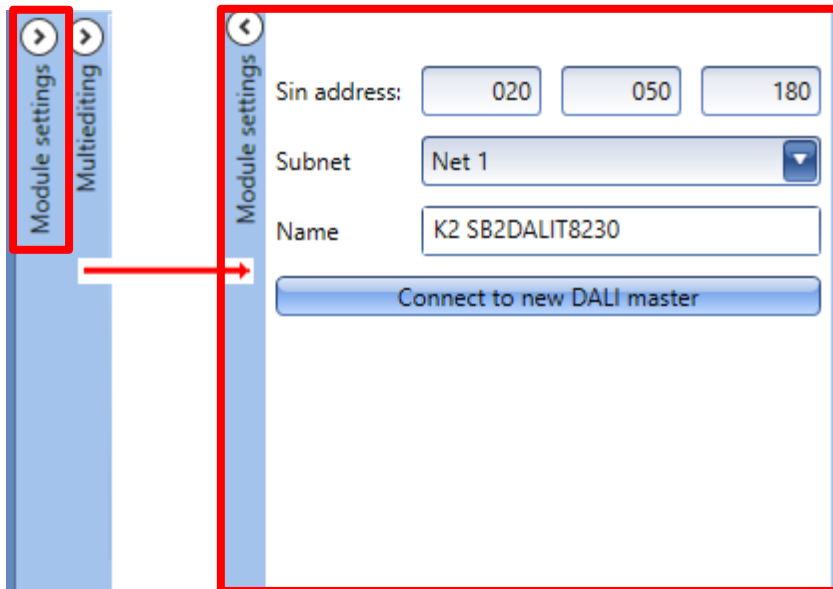 Module settings
Multiediting
Module settings
Sin address: 020 050 180
Subnet Net 1
Name K2 SB2DALIT8230
Connect to new DALI master